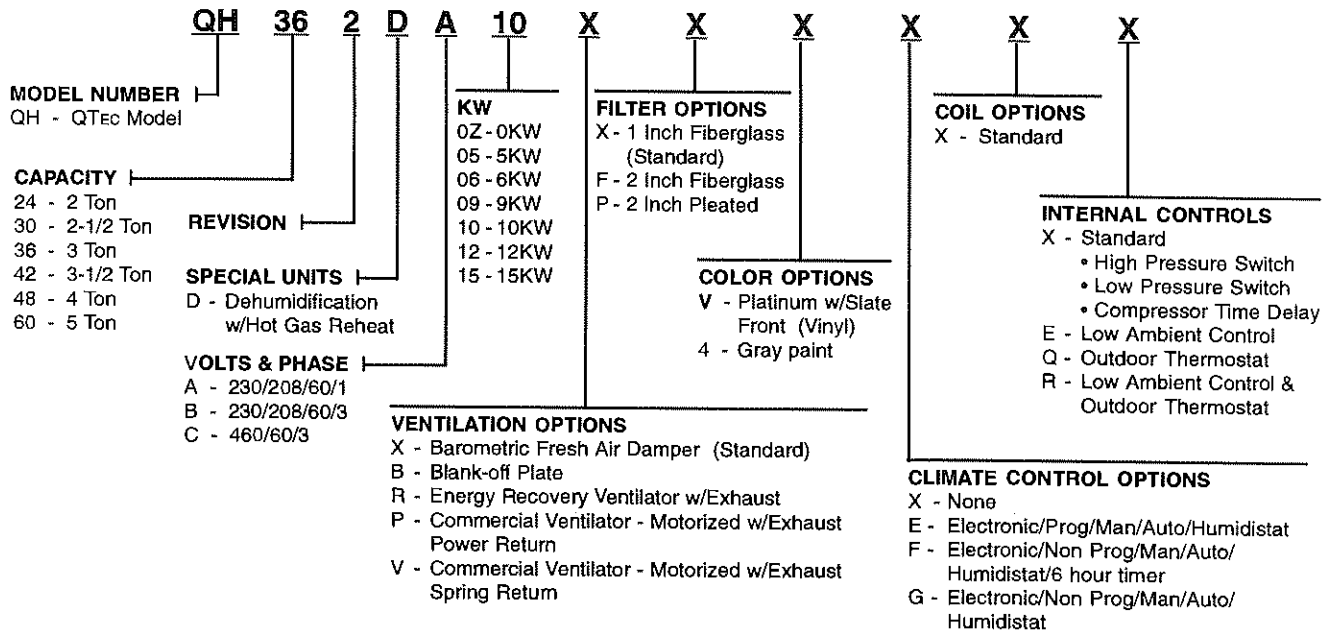 QH 36 2 D A 10 X X X X X X
MODEL NUMBER
QH - QTEC Model
CAPACITY
24 - 2 Ton
30 - 2-1/2 Ton
36 - 3 Ton
42 - 3-1/2 Ton
48 - 4 Ton
60 - 5 Ton
REVISION
SPECIAL UNITS
D - Dehumidification
w/Hot Gas Reheat
VOLTS & PHASE
A - 230/208/60/1
B - 230/208/60/3
C - 460/60/3
KW
0Z - 0KW
05 - 5KW
06 - 6KW
09 - 9KW
10 - 10KW
12 - 12KW
15 - 15KW
VENTILATION OPTIONS
X - Barometric Fresh Air Damper (Standard)
B - Blank-off Plate
R - Energy Recovery Ventilator w/Exhaust
P - Commercial Ventilator - Motorized w/Exhaust
Power Return
V - Commercial Ventilator - Motorized w/Exhaust
Spring Return
FILTER OPTIONS
X - 1 Inch Fiberglass
(Standard)
F - 2 Inch Fiberglass
P - 2 Inch Pleated
COLOR OPTIONS
V - Platinum w/Slate
Front (Vinyl)
4 - Gray paint
CLIMATE CONTROL OPTIONS
X - None
E - Electronic/Prog/Man/Auto/Humidistat
F - Electronic/Non Prog/Man/Auto/
Humidistat/6 hour timer
G - Electronic/Non Prog/Man/Auto/
Humidistat
COIL OPTIONS
X - Standard
INTERNAL CONTROLS
X - Standard
• High Pressure Switch
• Low Pressure Switch
• Compressor Time Delay
E - Low Ambient Control
Q - Outdoor Thermostat
R - Low Ambient Control &
Outdoor Thermostat